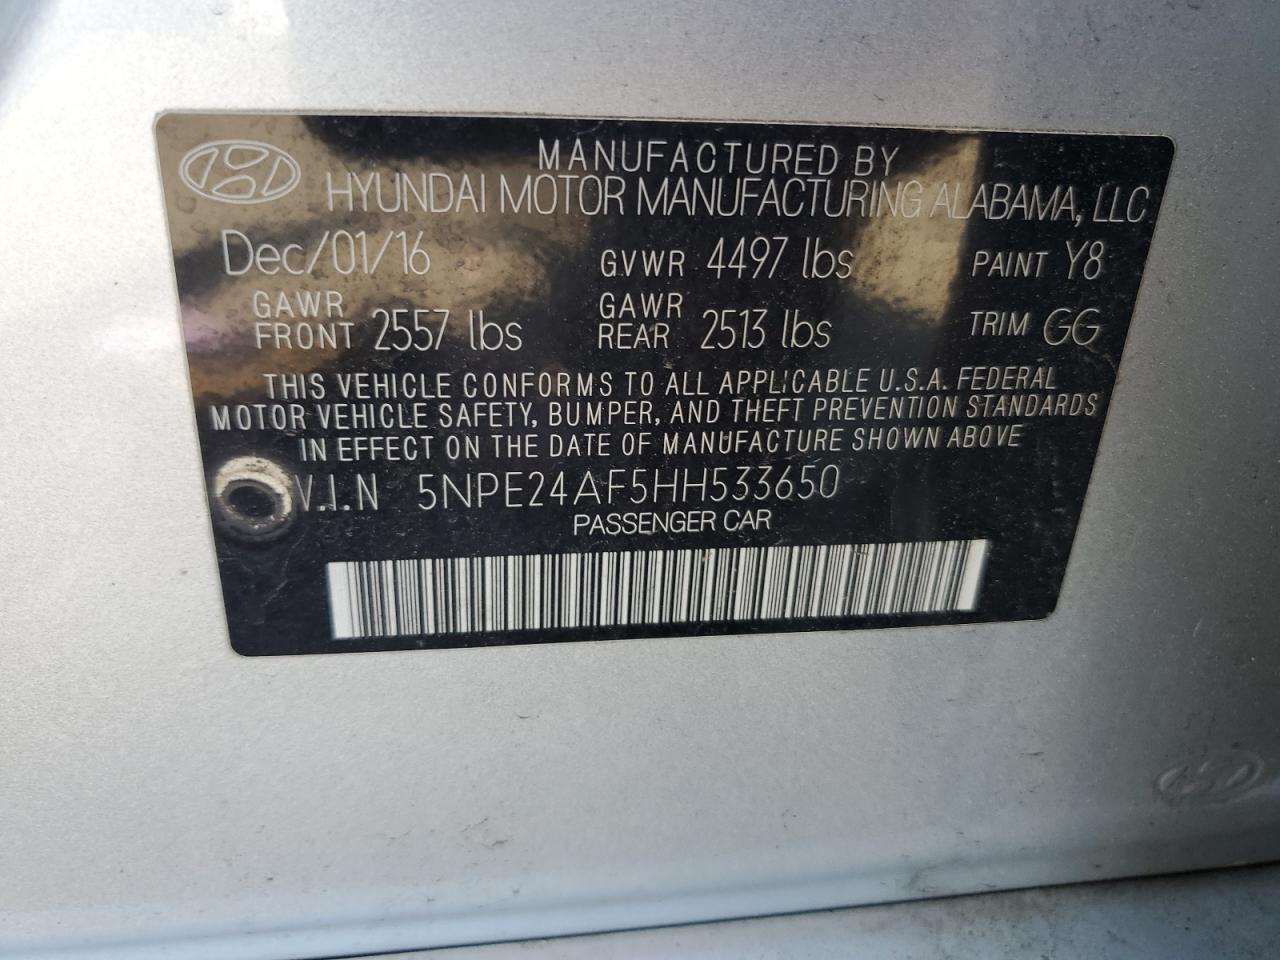 MANUFACTURED BY
HYUNDAI MOTOR MANUFACTURING ALABAMA, LLC
Dec/01/16 GVWR 4497 lbs PAINT Y8
GAWR FRONT 2557 lbs GAWR REAR 2513 lbs TRIM GG
THIS VEHICLE CONFORMS TO ALL APPLICABLE U.S.A. FEDERAL
MOTOR VEHICLE SAFETY, BUMPER, AND THEFT PREVENTION STANDARDS
IN EFFECT ON THE DATE OF MANUFACTURE SHOWN ABOVE
V.I.N 5NPE24AF5HH533650
PASSENGER CAR